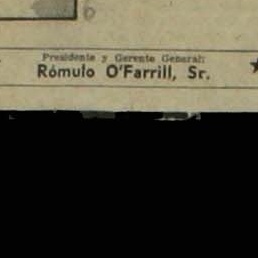 Presidente y Gerente General:
Rómulo O'Farrill, Sr.